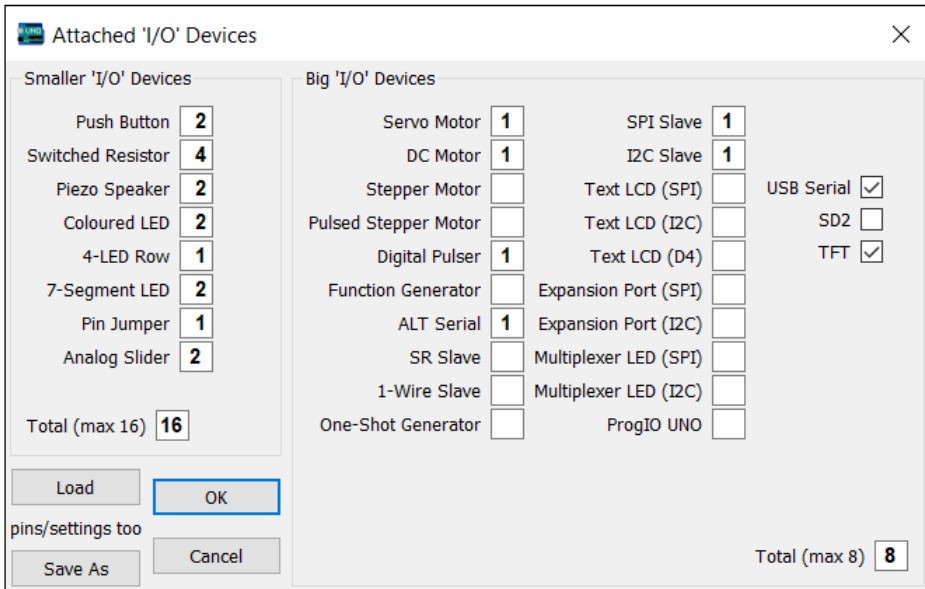 UNO
Attached 'I/O' Devices
Smaller 'I/O' Devices
Push Button 2
Switched Resistor 4
Piezo Speaker 2
Coloured LED 2
4-LED Row 1
7-Segment LED 2
Pin Jumper 1
Analog Slider 2
Total (max 16) 16
Load
OK
pins/settings too
Save As
Cancel
Big 'I/O' Devices
Servo Motor 1
DC Motor 1
Stepper Motor
Pulsed Stepper Motor
Digital Pulser 1
Function Generator
ALT Serial 1
SR Slave
1-Wire Slave
One-Shot Generator
SPI Slave 1
I2C Slave 1
Text LCD (SPI)
Text LCD (I2C)
Text LCD (D4)
Expansion Port (SPI)
Expansion Port (I2C)
Multiplexer LED (SPI)
Multiplexer LED (I2C)
ProgIO UNO
USB Serial
SD2
TFT
Total (max 8) 8